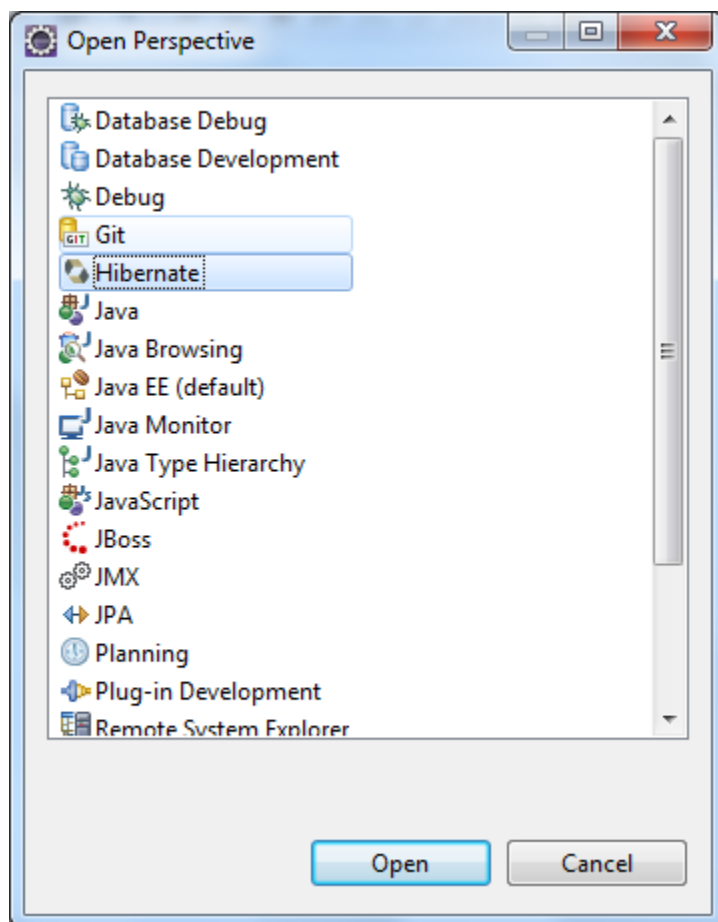 Open Perspective
Database Debug
Database Development
Debug
GIT Git
Hibernate
Java
Java Browsing
Java EE (default)
Java Monitor
Java Type Hierarchy
JavaScript
JBoss
JMX
JPA
Planning
Plug-in Development
Remote System Explorer
Open
Cancel